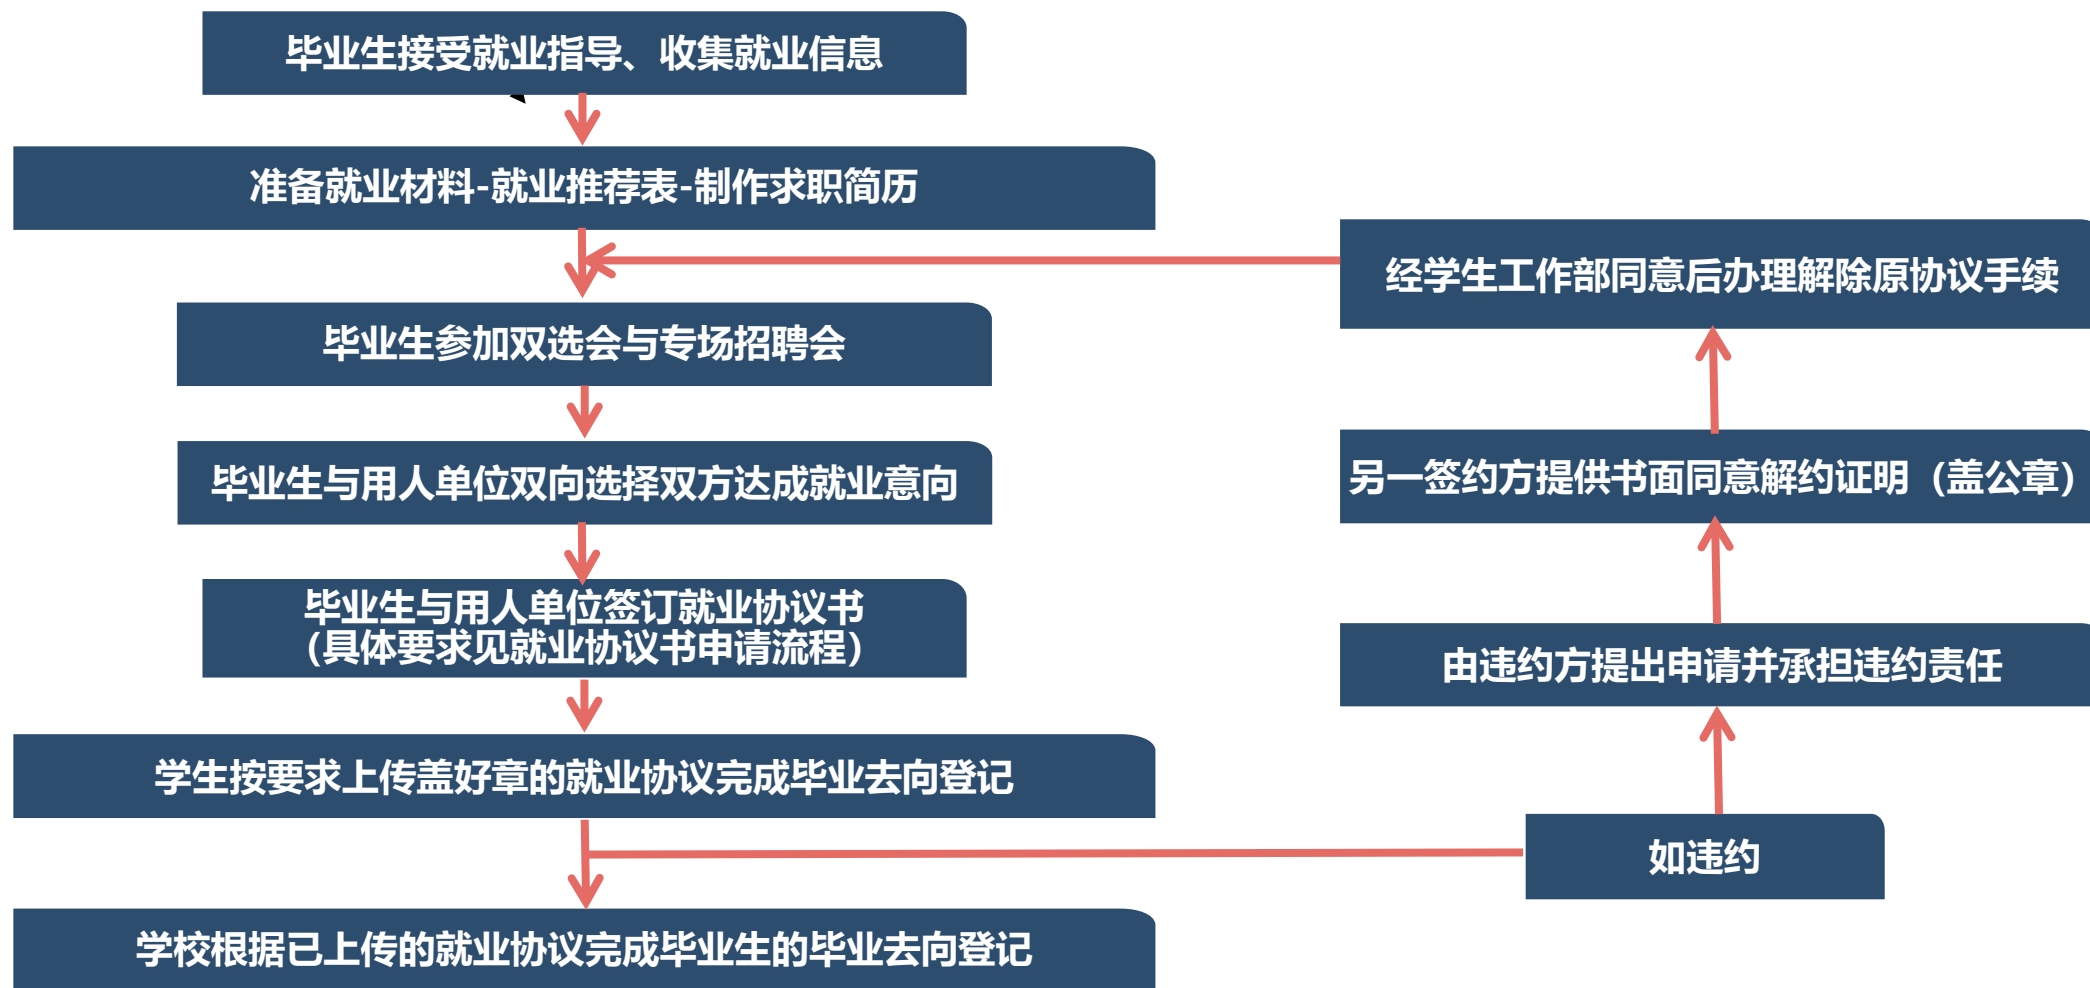 毕业生接受就业指导、收集就业信息
准备就业材料-就业推荐表-制作求职简历
毕业生参加双选会与专场招聘会
毕业生与用人单位双向选择双方达成就业意向
毕业生与用人单位签订就业协议书
（具体要求见就业协议书申请流程）
学生按要求上传盖好章的就业协议完成毕业去向登记
学校根据已上传的就业协议完成毕业生的毕业去向登记
经学生工作部同意后办理解除原协议手续
另一签约方提供书面同意解约证明（盖公章）
由违约方提出申请并承担违约责任
如违约